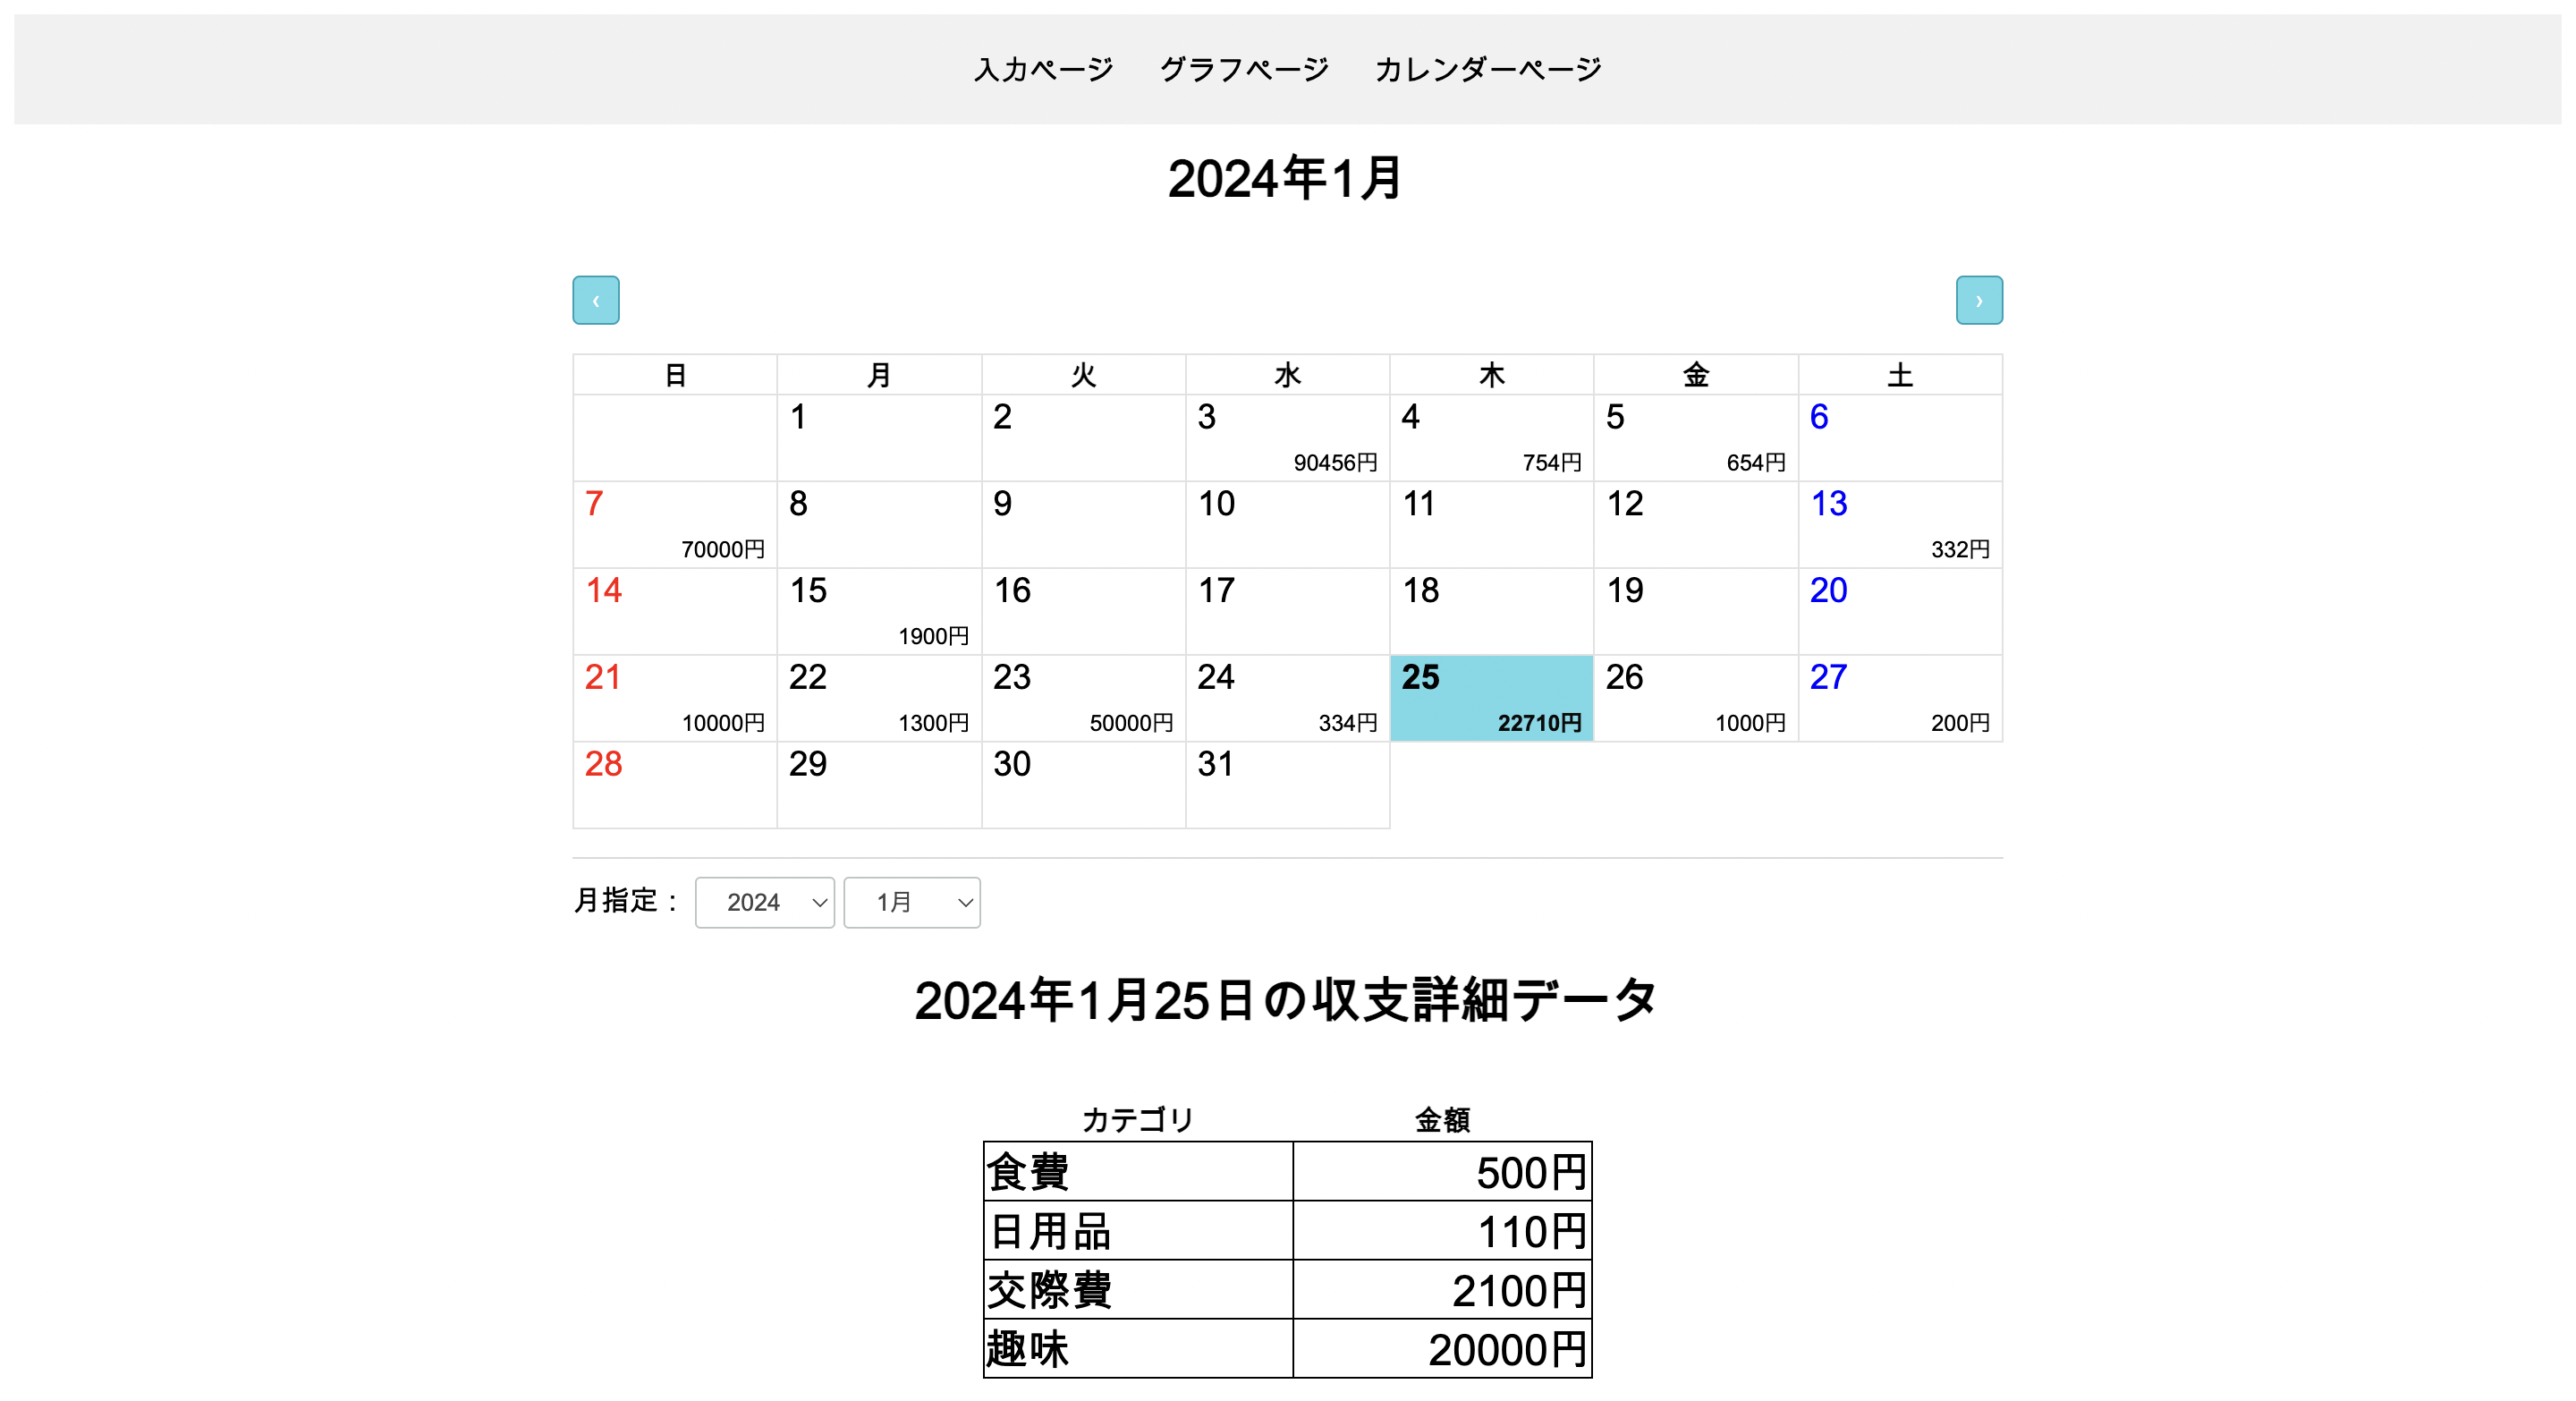 入力ページ グラフページ カレンダーページ
2024年1月
‹ ›
日 月 火 水 木 金 土
1 2 3 4 5 6
90456円 754円 654円
7 8 9 10 11 12 13
70000円 332円
14 15 16 17 18 19 20
1900円
21 22 23 24 25 26 27
10000円 1300円 50000円 334円 22710円 1000円 200円
28 29 30 31
月指定： 2024 1月
2024年1月25日の収支詳細データ
カテゴリ 金額
食費 500円
日用品 110円
交際費 2100円
趣味 20000円